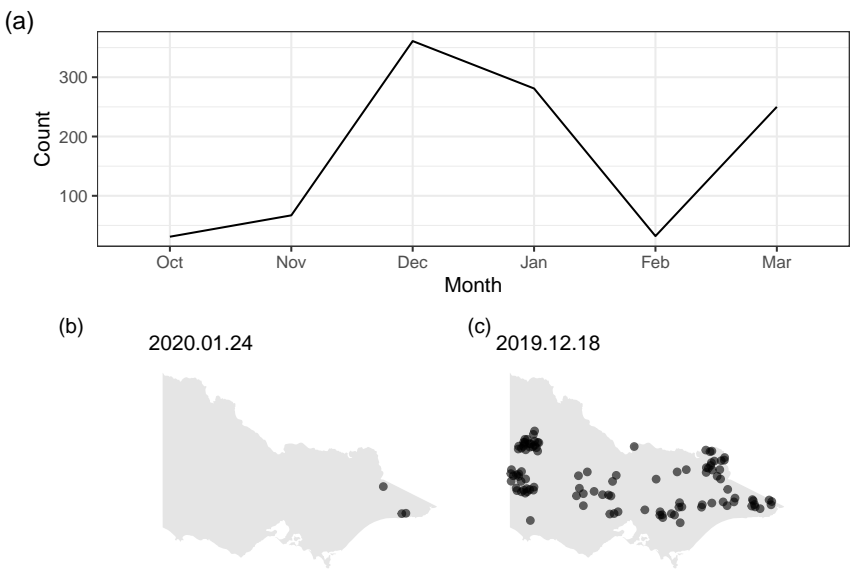 (a)
300
200
100
Count
Oct Nov Dec Jan Feb Mar
Month
(b)
2020.01.24
(c)
2019.12.18